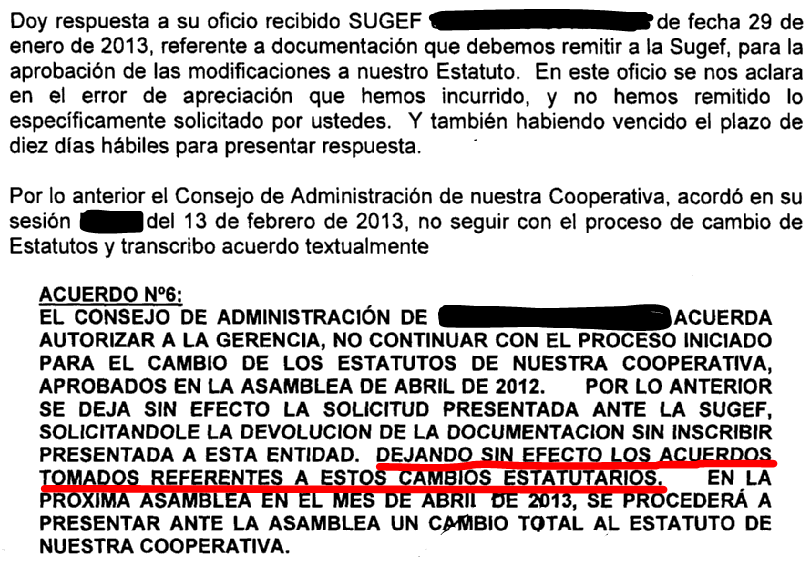 Doy respuesta a su oficio recibido SUGEF de fecha 29 de
enero de 2013, referente a documentación que debemos remitir a la Sugef, para la
aprobación de las modificaciones a nuestro Estatuto. En este oficio se nos aclara
en el error de apreciación que hemos incurrido, y no hemos remitido lo
específicamente solicitado por ustedes. Y también habiendo vencido el plazo de
diez días hábiles para presentar respuesta.
Por lo anterior el Consejo de Administración de nuestra Cooperativa, acordó en su
sesión del 13 de febrero de 2013, no seguir con el proceso de cambio de
Estatutos y transcribo acuerdo textualmente
ACUERDO Nº6:
EL CONSEJO DE ADMINISTRACIÓN DE ACUERDA
AUTORIZAR A LA GERENCIA, NO CONTINUAR CON EL PROCESO INICIADO
PARA EL CAMBIO DE LOS ESTATUTOS DE NUESTRA COOPERATIVA,
APROBADOS EN LA ASAMBLEA DE ABRIL DE 2012. POR LO ANTERIOR
SE DEJA SIN EFECTO LA SOLICITUD PRESENTADA ANTE LA SUGEF,
SOLICITANDOLE LA DEVOLUCION DE LA DOCUMENTACION SIN INSCRIBIR
PRESENTADA A ESTA ENTIDAD. DEJANDO SIN EFECTO LOS ACUERDOS
TOMADOS REFERENTES A ESTOS CAMBIOS ESTATUTARIOS. EN LA
PROXIMA ASAMBLEA EN EL MES DE ABRIL DE 2013, SE PROCEDERÁ A
PRESENTAR ANTE LA ASAMBLEA UN CAMBIO TOTAL AL ESTATUTO DE
NUESTRA COOPERATIVA.